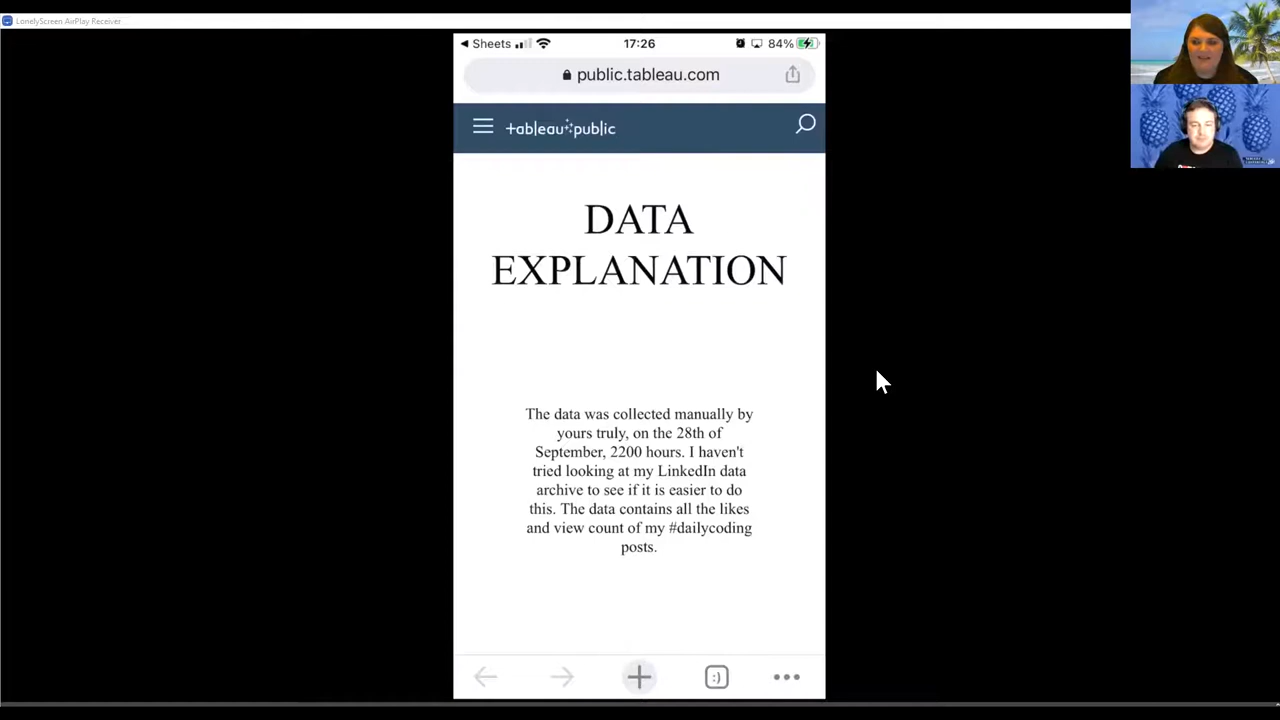 LonelyScreen AirPlay Receiver
Sheets 17:26 84%
public.tableau.com
tableau public
DATA
EXPLANATION
The data was collected manually by
yours truly, on the 28th of
September, 2200 hours. I haven't
tried looking at my LinkedIn data
archive to see if it is easier to do
this. The data contains all the likes
and view count of my #dailycoding
posts.
:)